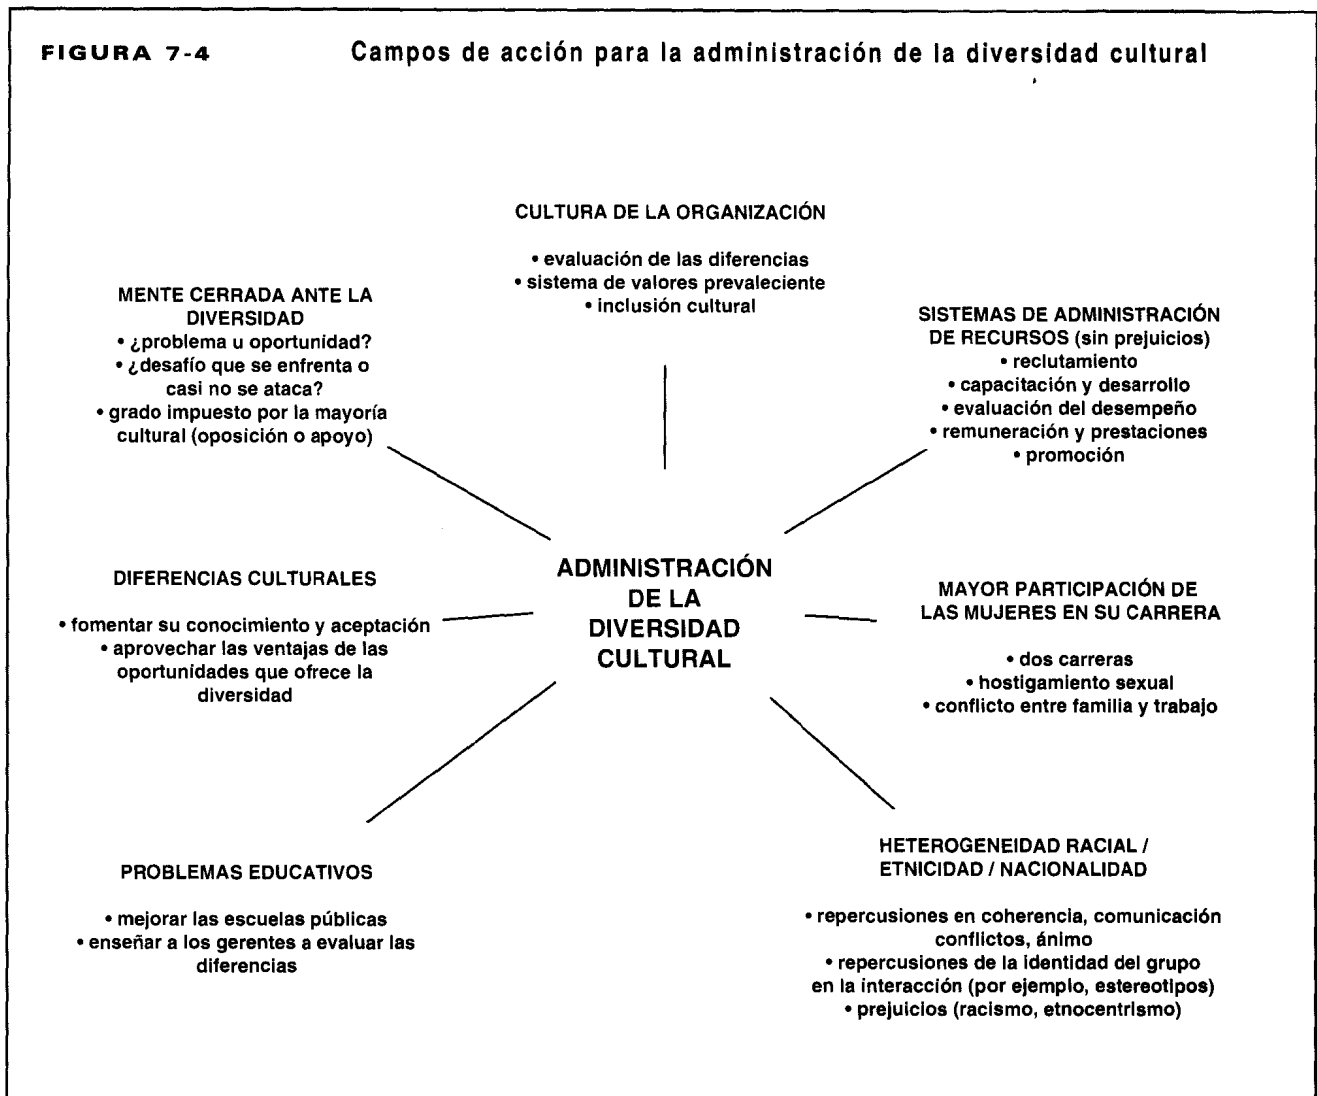 FIGURA 7-4 Campos de acción para la administración de la diversidad cultural
CULTURA DE LA ORGANIZACIÓN
• evaluación de las diferencias
• sistema de valores prevaleciente
• inclusión cultural
MENTE CERRADA ANTE LA
DIVERSIDAD
• ¿problema u oportunidad?
• ¿desafío que se enfrenta o
casi no se ataca?
• grado impuesto por la mayoría
cultural (oposición o apoyo)
SISTEMAS DE ADMINISTRACIÓN
DE RECURSOS (sin prejuicios)
• reclutamiento
• capacitación y desarrollo
• evaluación del desempeño
• remuneración y prestaciones
• promoción
ADMINISTRACIÓN
DE LA
DIVERSIDAD
CULTURAL
DIFERENCIAS CULTURALES
• fomentar su conocimiento y aceptación
• aprovechar las ventajas de las
oportunidades que ofrece la
diversidad
MAYOR PARTICIPACIÓN DE
LAS MUJERES EN SU CARRERA
• dos carreras
• hostigamiento sexual
• conflicto entre familia y trabajo
PROBLEMAS EDUCATIVOS
• mejorar las escuelas públicas
• enseñar a los gerentes a evaluar las
diferencias
HETEROGENEIDAD RACIAL /
ETNICIDAD / NACIONALIDAD
• repercusiones en coherencia, comunicación
conflictos, ánimo
• repercusiones de la identidad del grupo
en la interacción (por ejemplo, estereotipos)
• prejuicios (racismo, etnocentrismo)